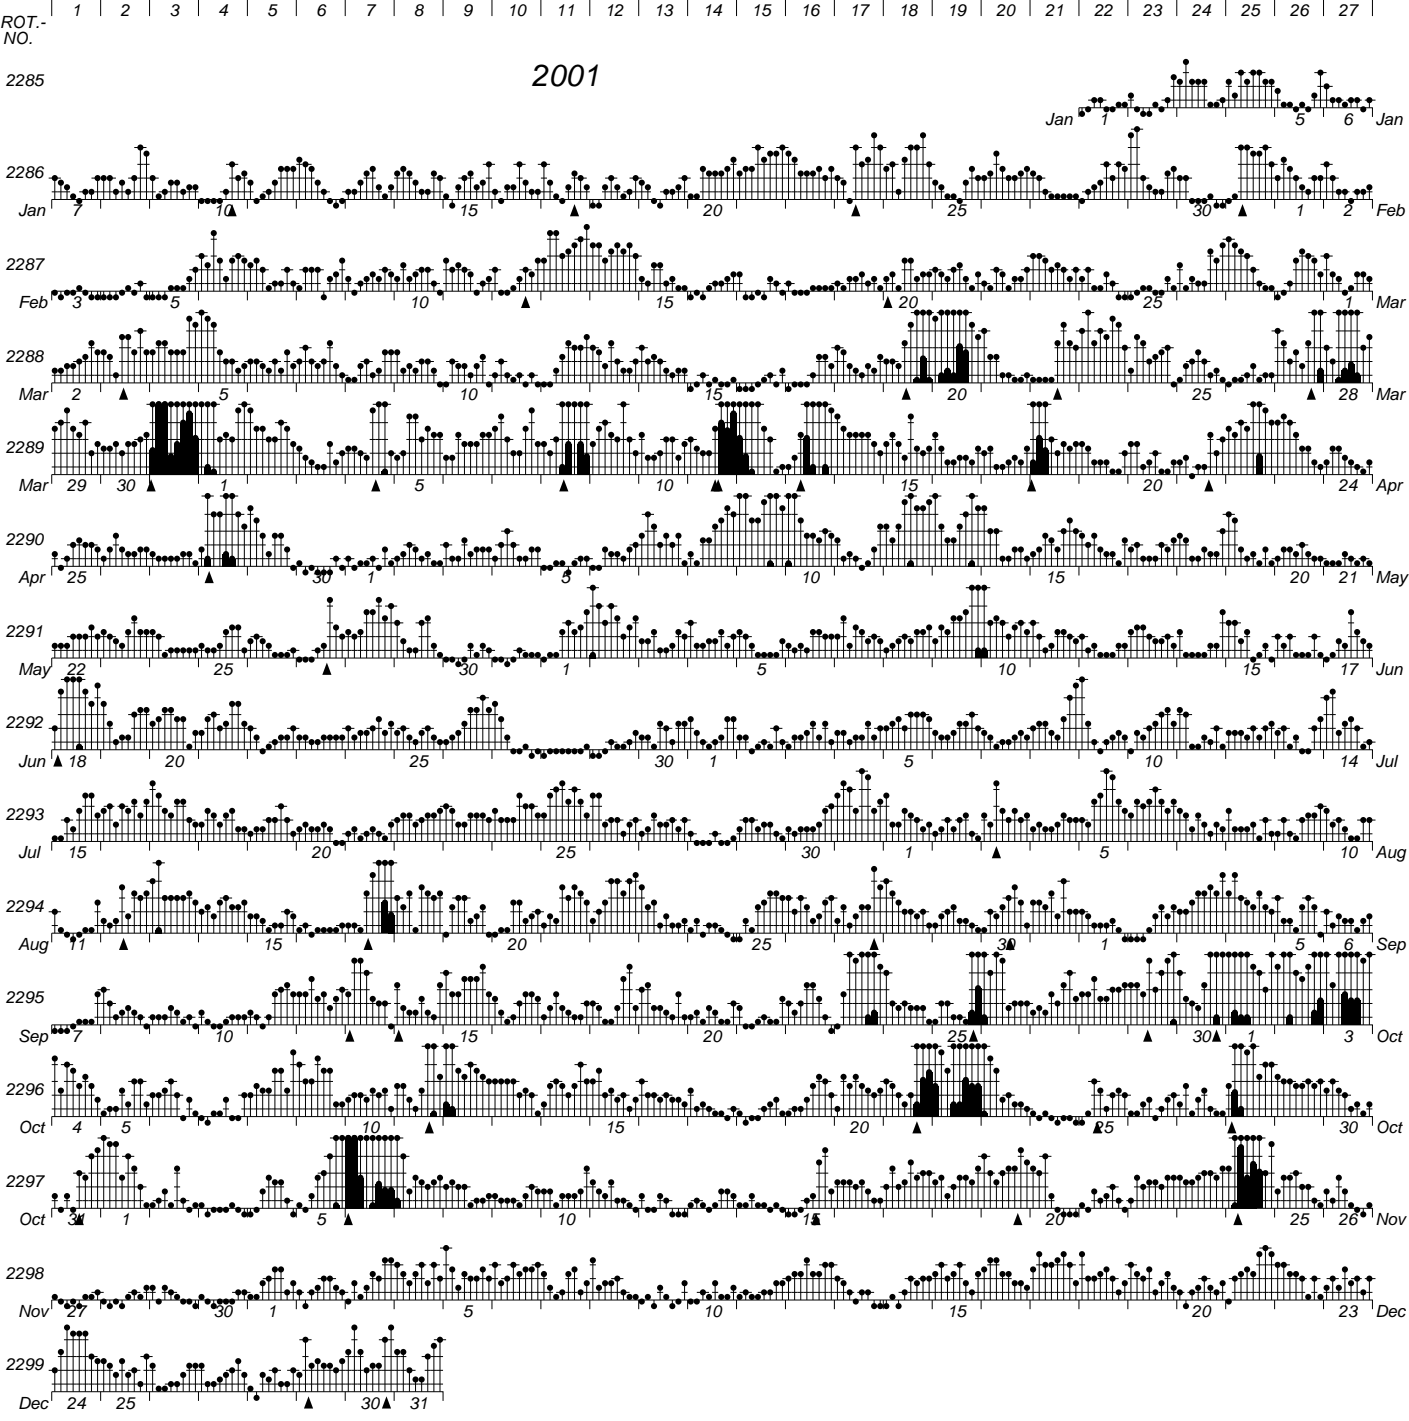 1 2 3 4 5 6 7 8 9 10 11 12 13 14 15 16 17 18 19 20 21 22 23 24 25 26 27
ROT.-
NO.
2001
2285
Jan 1 5 6 Jan
2286
Jan 7 10 15 20 25 30 1 2 Feb
2287
Feb 3 5 10 15 20 25 1 Mar
2288
Mar 2 5 10 15 20 25 28 Mar
2289
Mar 29 30 1 5 10 15 20 24 Apr
2290
Apr 25 30 1 5 10 15 20 21 May
2291
May 22 25 30 1 5 10 15 17 Jun
2292
Jun 18 20 25 30 1 5 10 14 Jul
2293
Jul 15 20 25 30 1 5 10 Aug
2294
Aug 11 15 20 25 30 1 5 6 Sep
2295
Sep 7 10 15 20 25 30 1 3 Oct
2296
Oct 4 5 10 15 20 25 30 Oct
2297
Oct 31 1 5 10 15 20 25 26 Nov
2298
Nov 27 30 1 5 10 15 20 23 Dec
2299
Dec 24 25 30 31